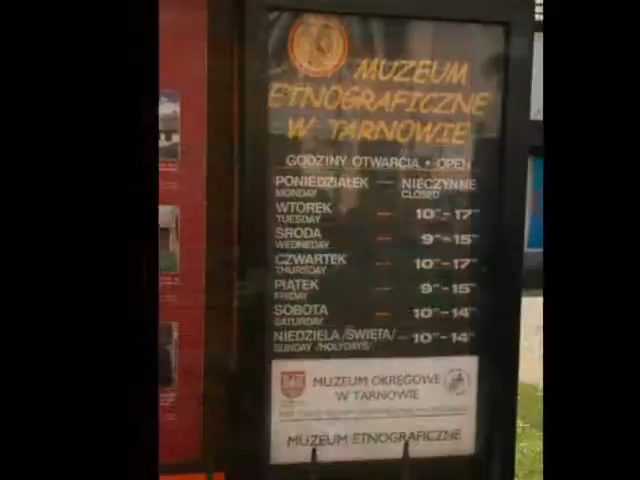 MUZEUM
ETNOGRAFICZNE
W TARNOWIE
GODZINY OTWARCIA • OPEN
PONIEDZIAŁEK — NIECZYNNE
MONDAY CLOSED
WTOREK — 10⁰⁰-17⁰⁰
TUESDAY
ŚRODA — 9⁰⁰-15⁰⁰
WEDNEDAY
CZWARTEK — 10⁰⁰-17⁰⁰
THURSDAY
PIĄTEK — 9⁰⁰-15⁰⁰
FRIDAY
SOBOTA — 10⁰⁰-14⁰⁰
SATURDAY
NIEDZIELA /ŚWIĘTA/ — 10⁰⁰-14⁰⁰
SUNDAY /HOLYDAYS/
MUZEUM OKRĘGOWE
W TARNOWIE
MUZEUM ETNOGRAFICZNE